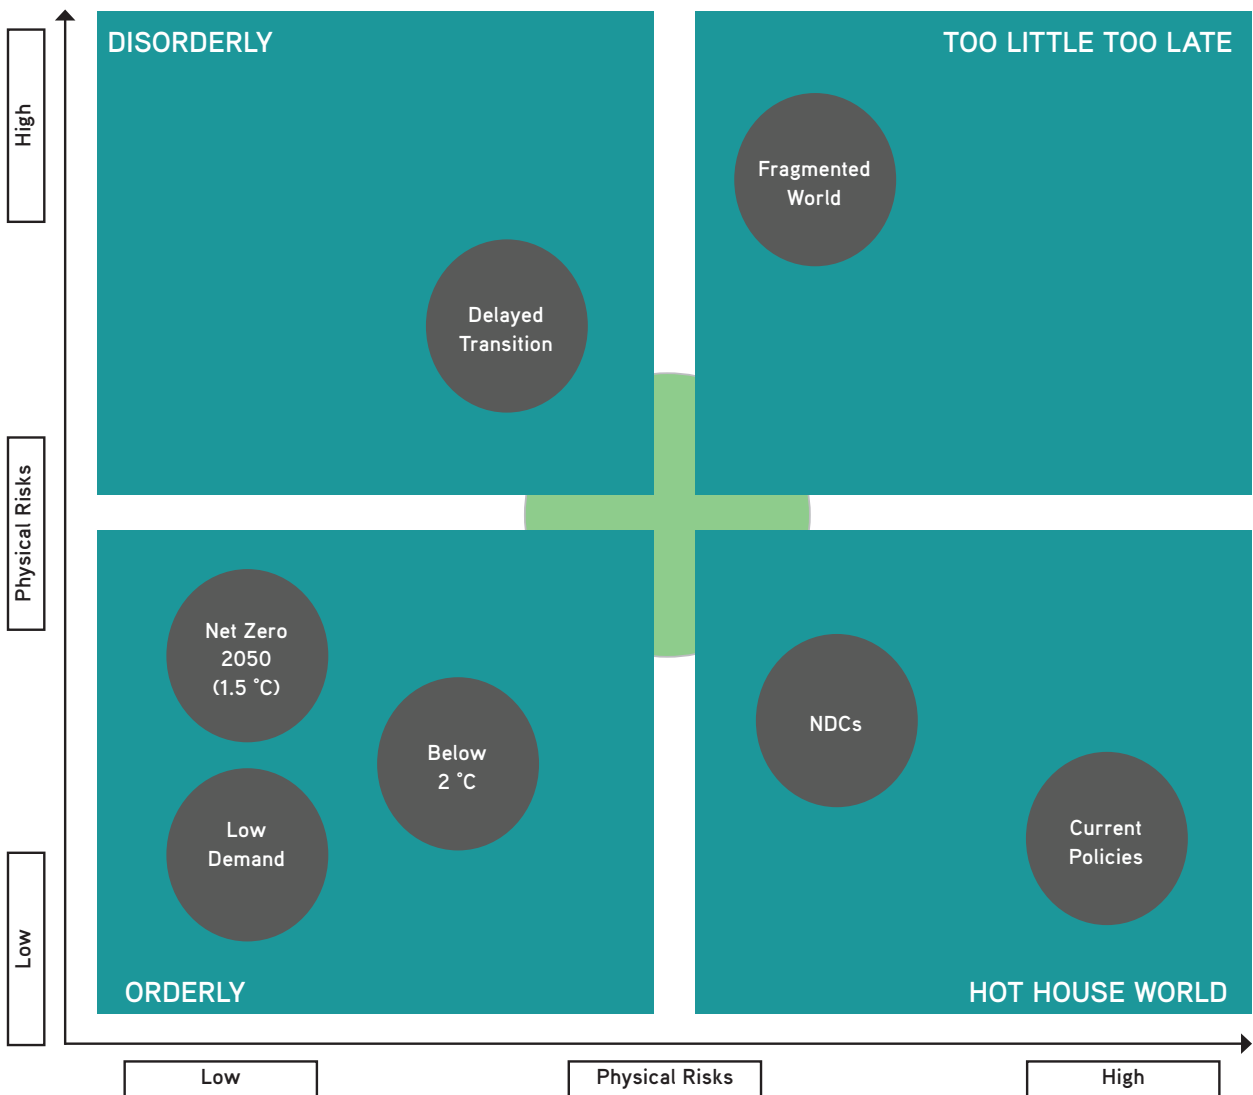 DISORDERLY
TOO LITTLE TOO LATE
High
Fragmented
World
Delayed
Transition
Physical Risks
Net Zero
2050
(1.5 °C)
Below
2 °C
NDCs
Low
Demand
Current
Policies
Low
ORDERLY
HOT HOUSE WORLD
Low
Physical Risks
High